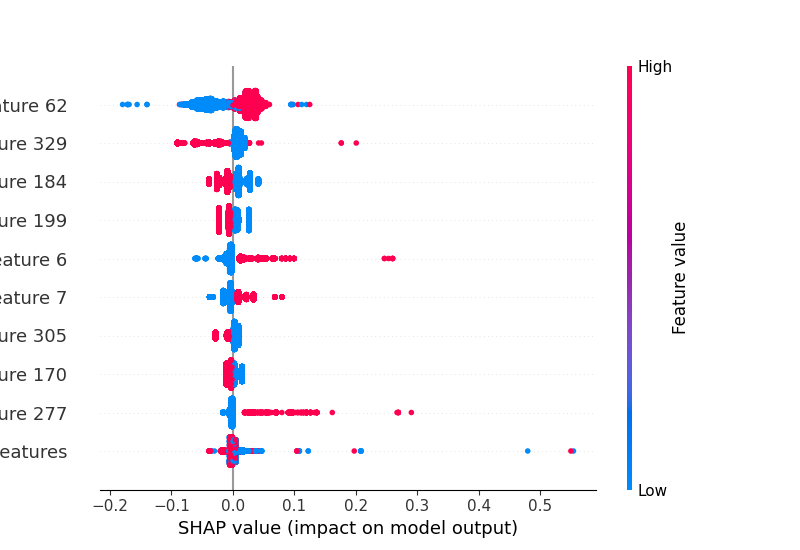 High
ature 62
ure 329
ure 184
ure 199
eature 6
eature 7
ure 305
ure 170
ure 277
eatures
Feature value
Low
−0.2 −0.1 0.0 0.1 0.2 0.3 0.4 0.5
SHAP value (impact on model output)